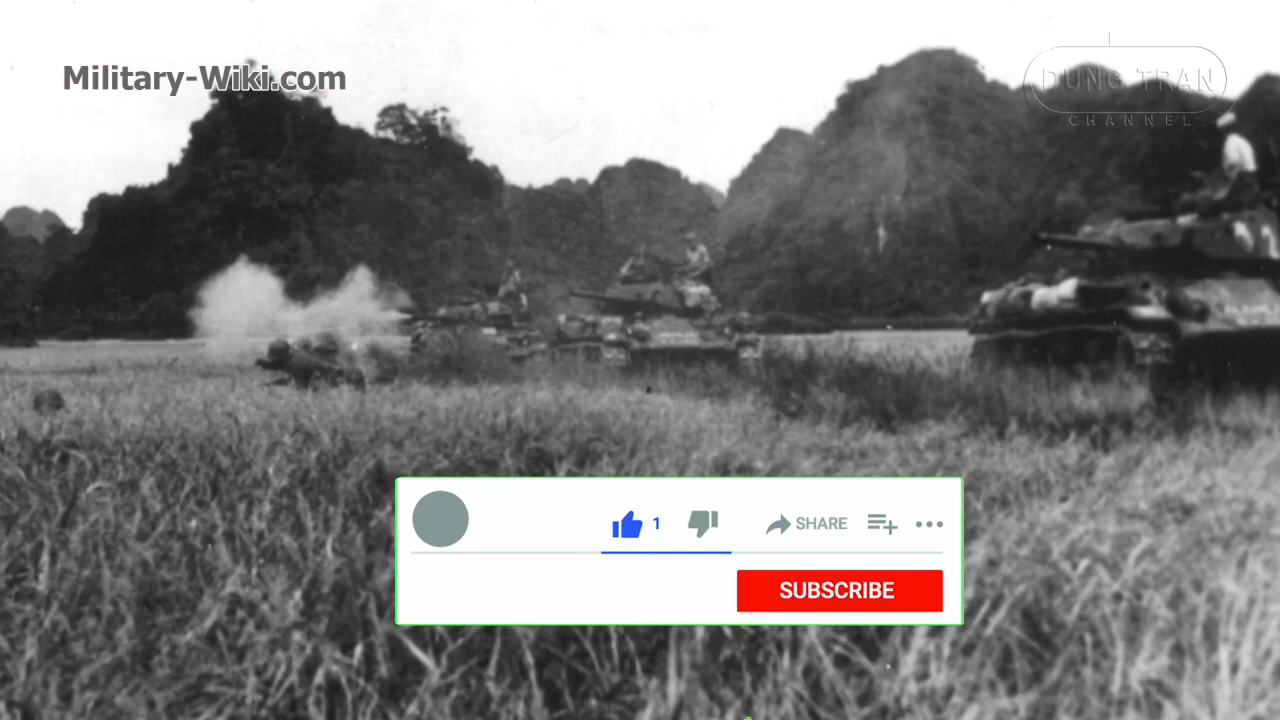 Military-Wiki.com
DUNG TRAN
CHANNEL
1
SHARE
SUBSCRIBE